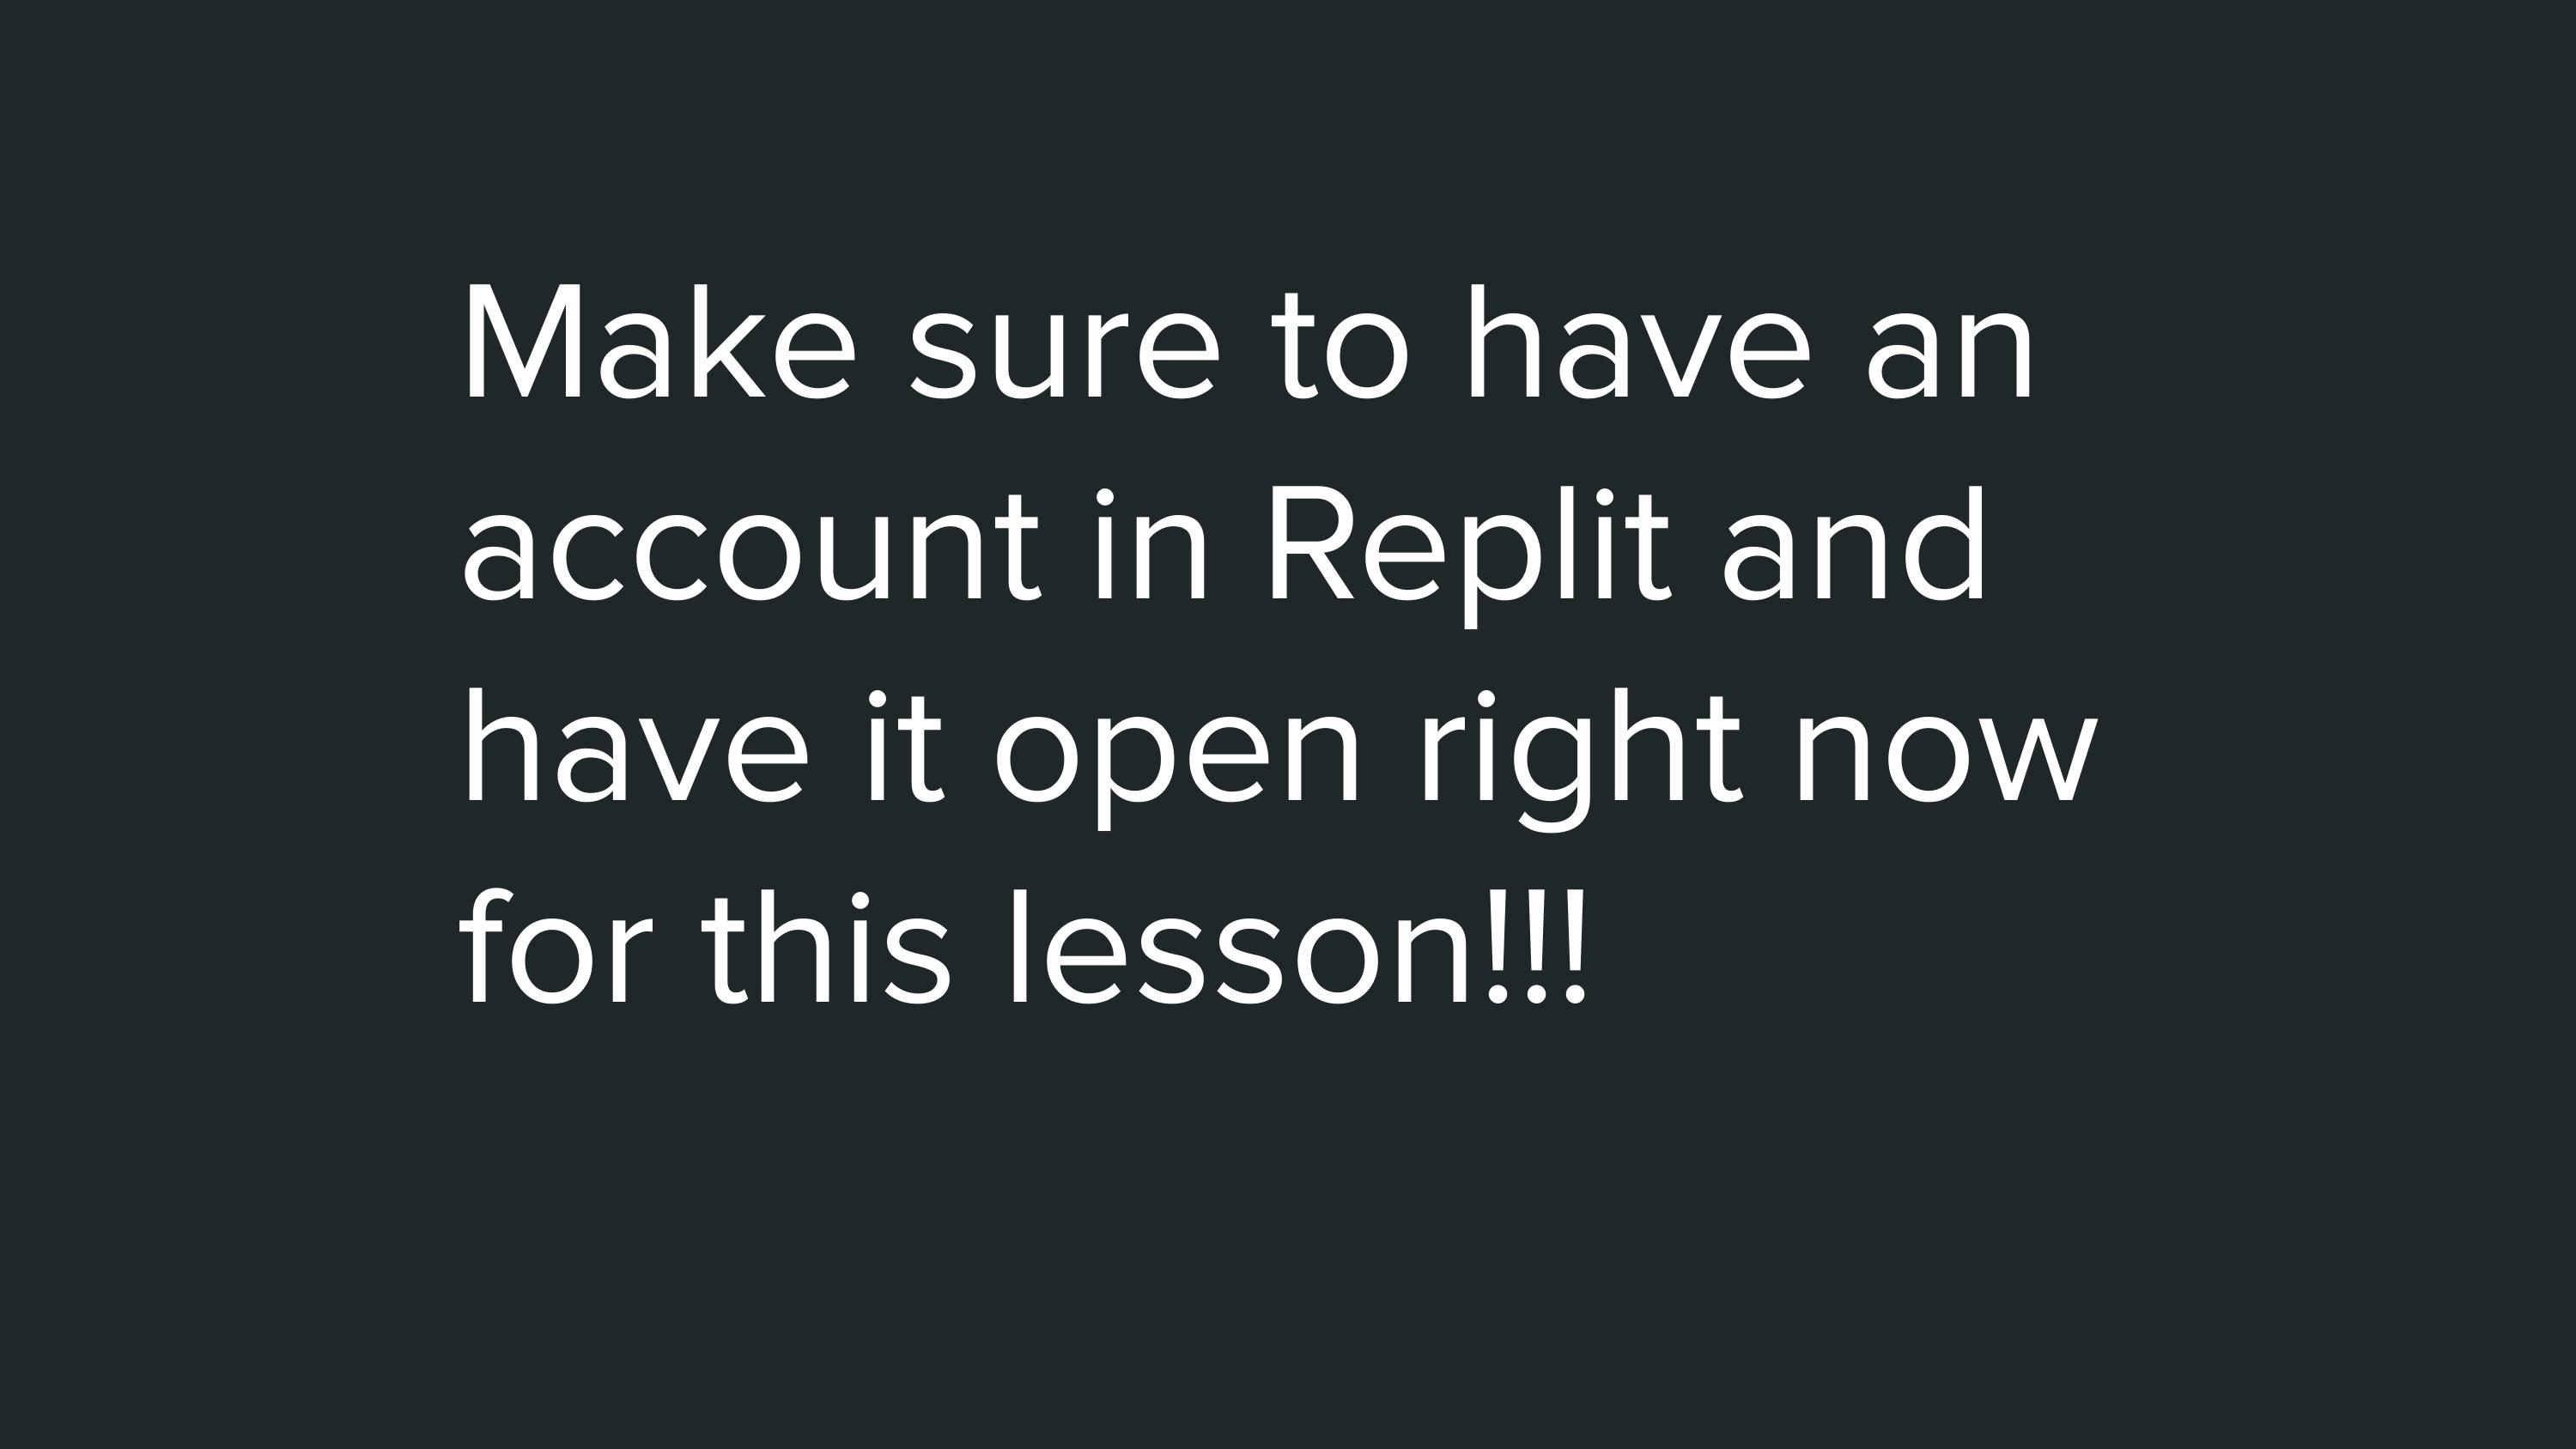 Make sure to have an
account in Replit and
have it open right now
for this lesson!!!